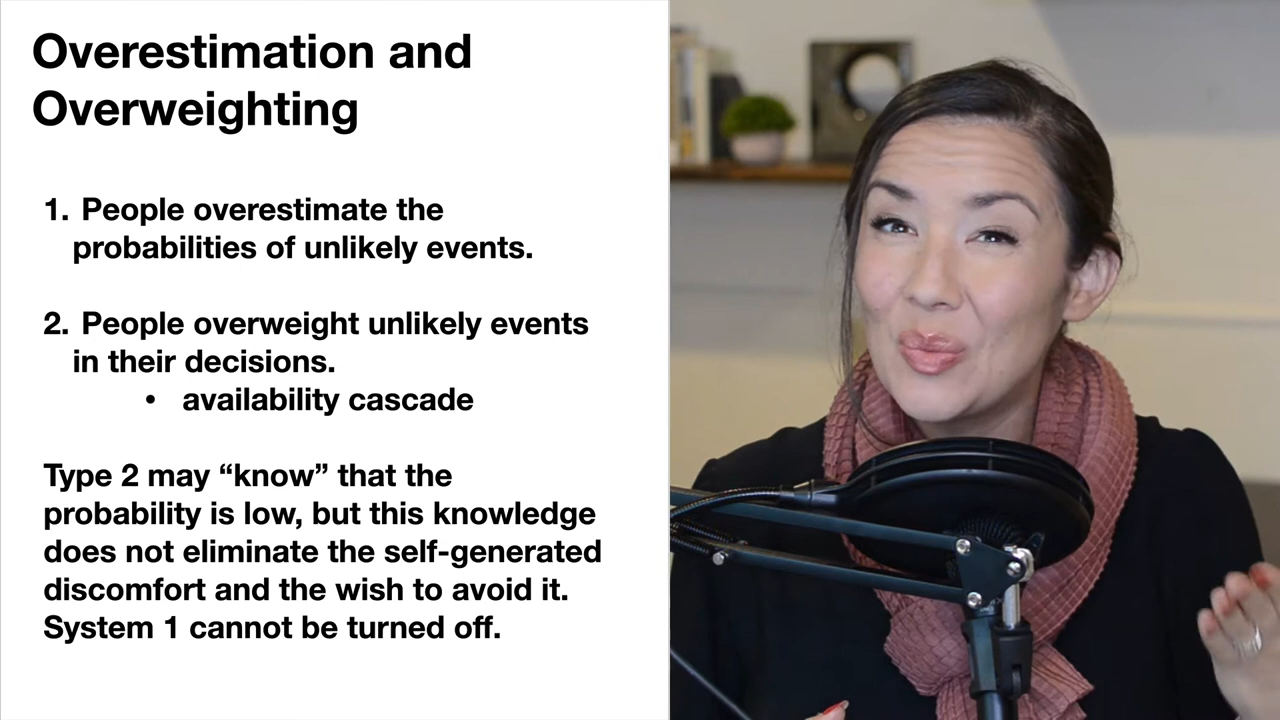 Overestimation and
Overweighting
1. People overestimate the
probabilities of unlikely events.
2. People overweight unlikely events
in their decisions.
• availability cascade
Type 2 may “know” that the
probability is low, but this knowledge
does not eliminate the self-generated
discomfort and the wish to avoid it.
System 1 cannot be turned off.